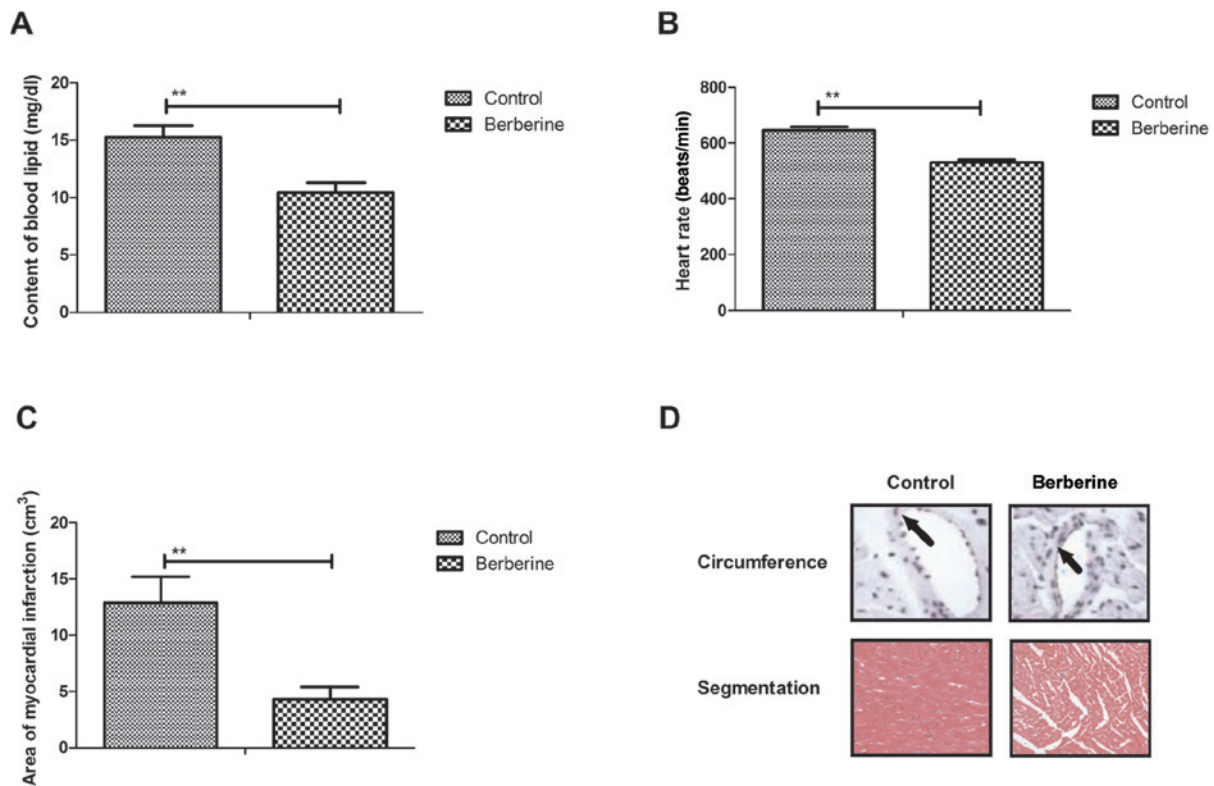 A
Content of blood lipid (mg/dl)
20
15
10
5
0
**
Control
Berberine
B
Heart rate (beats/min)
800
600
400
200
0
**
Control
Berberine
C
Area of myocardial infarction (cm³)
20
15
10
5
0
**
Control
Berberine
D
Control Berberine
Circumference
Segmentation